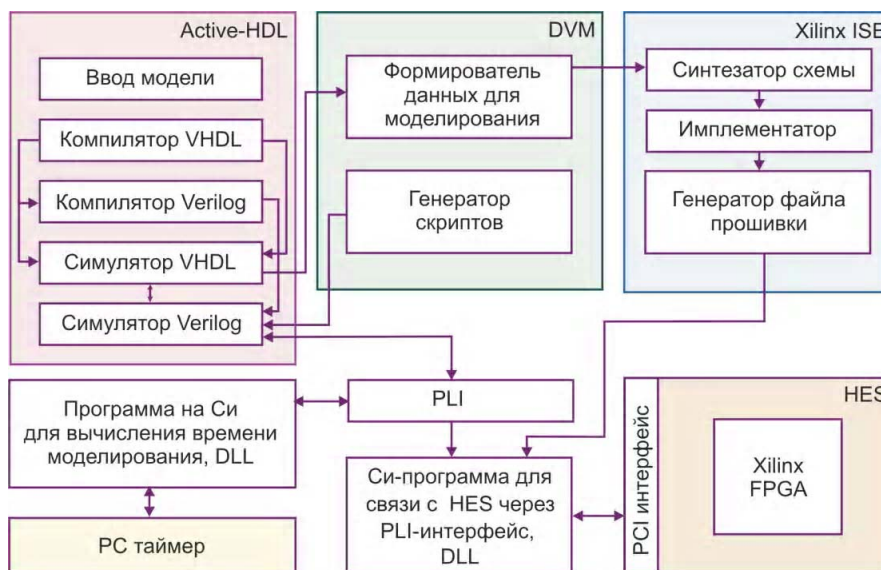 Active-HDL
Ввод модели
Компилятор VHDL
Компилятор Verilog
Симулятор VHDL
Симулятор Verilog
DVM
Формирователь
данных для
моделирования
Генератор
скриптов
Xilinx ISE
Синтезатор схемы
Имплементатор
Генератор файла
прошивки
Программа на Си
для вычисления времени
моделирования, DLL
PC таймер
PLI
Си-программа для
связи с HES через
PLI-интерфейс,
DLL
PCI интерфейс
HES
Xilinx
FPGA